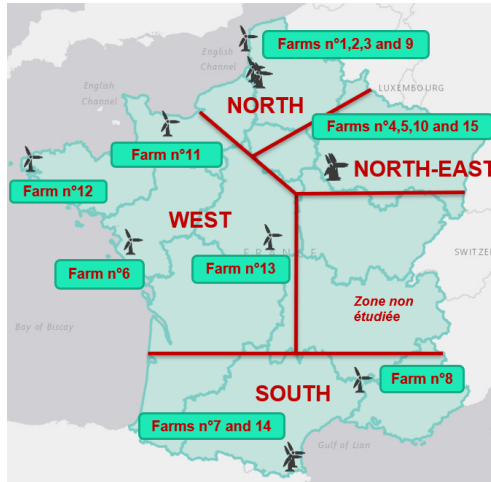 English
Channel
Farms n°1,2,3 and 9
English
Channel
LUXEMBOURG
NORTH
Farms n°4,5,10 and 15
Farm n°11
NORTH-EAST
Farm n°12
WEST
FRANCE
SWITZER
Farm n°6
Farm n°13
Zone non
étudiée
Bay of Biscay
Farm n°8
SOUTH
Farms n°7 and 14
Gulf of Lian